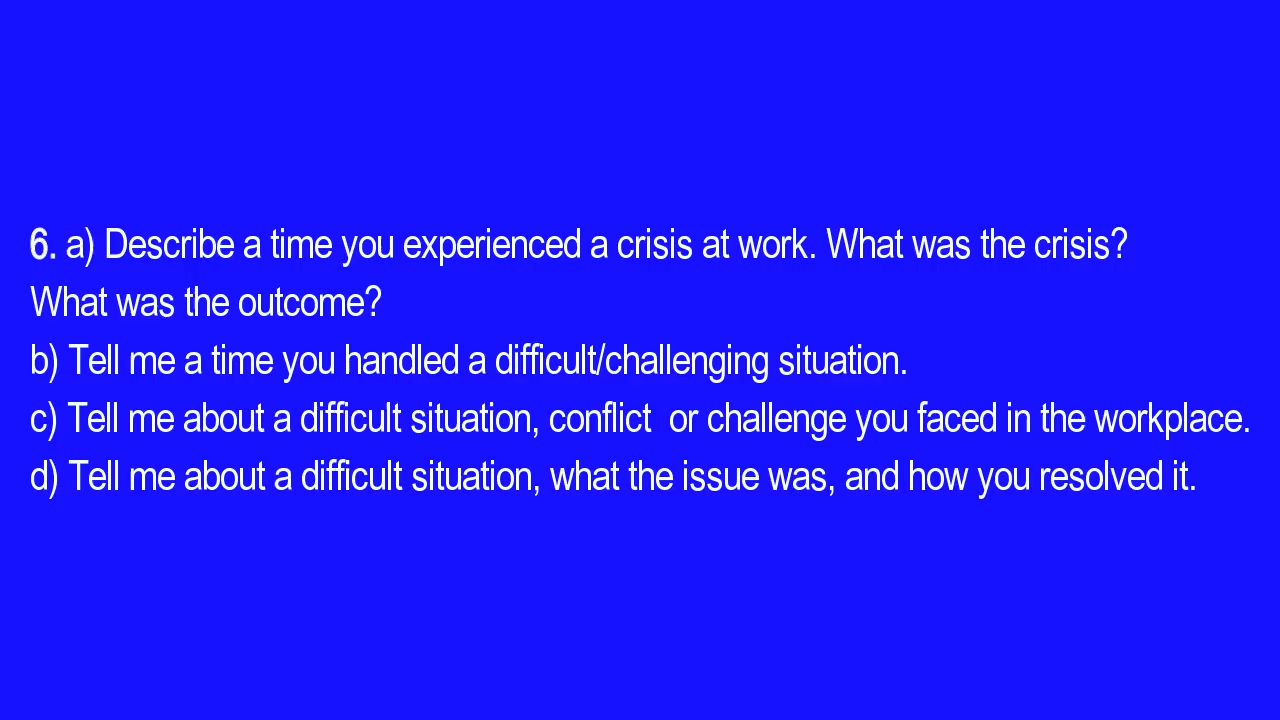 6. a) Describe a time you experienced a crisis at work. What was the crisis?
What was the outcome?
b) Tell me a time you handled a difficult/challenging situation.
c) Tell me about a difficult situation, conflict  or challenge you faced in the workplace.
d) Tell me about a difficult situation, what the issue was, and how you resolved it.